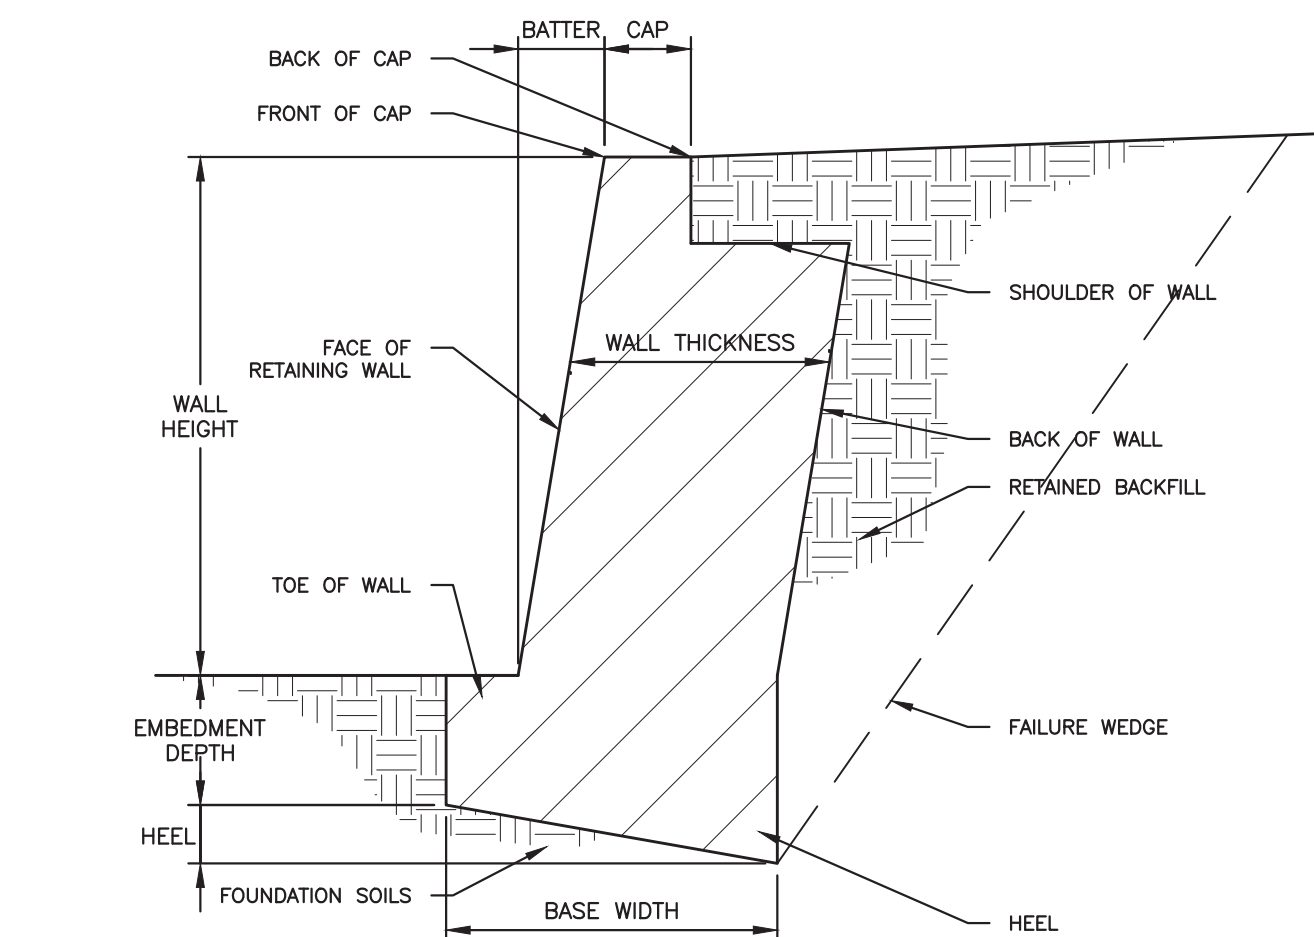 BATTER CAP
BACK OF CAP
FRONT OF CAP
SHOULDER OF WALL
FACE OF
RETAINING WALL
WALL THICKNESS
WALL
HEIGHT
BACK OF WALL
RETAINED BACKFILL
TOE OF WALL
EMBEDMENT
DEPTH
FAILURE WEDGE
HEEL
FOUNDATION SOILS
BASE WIDTH
HEEL